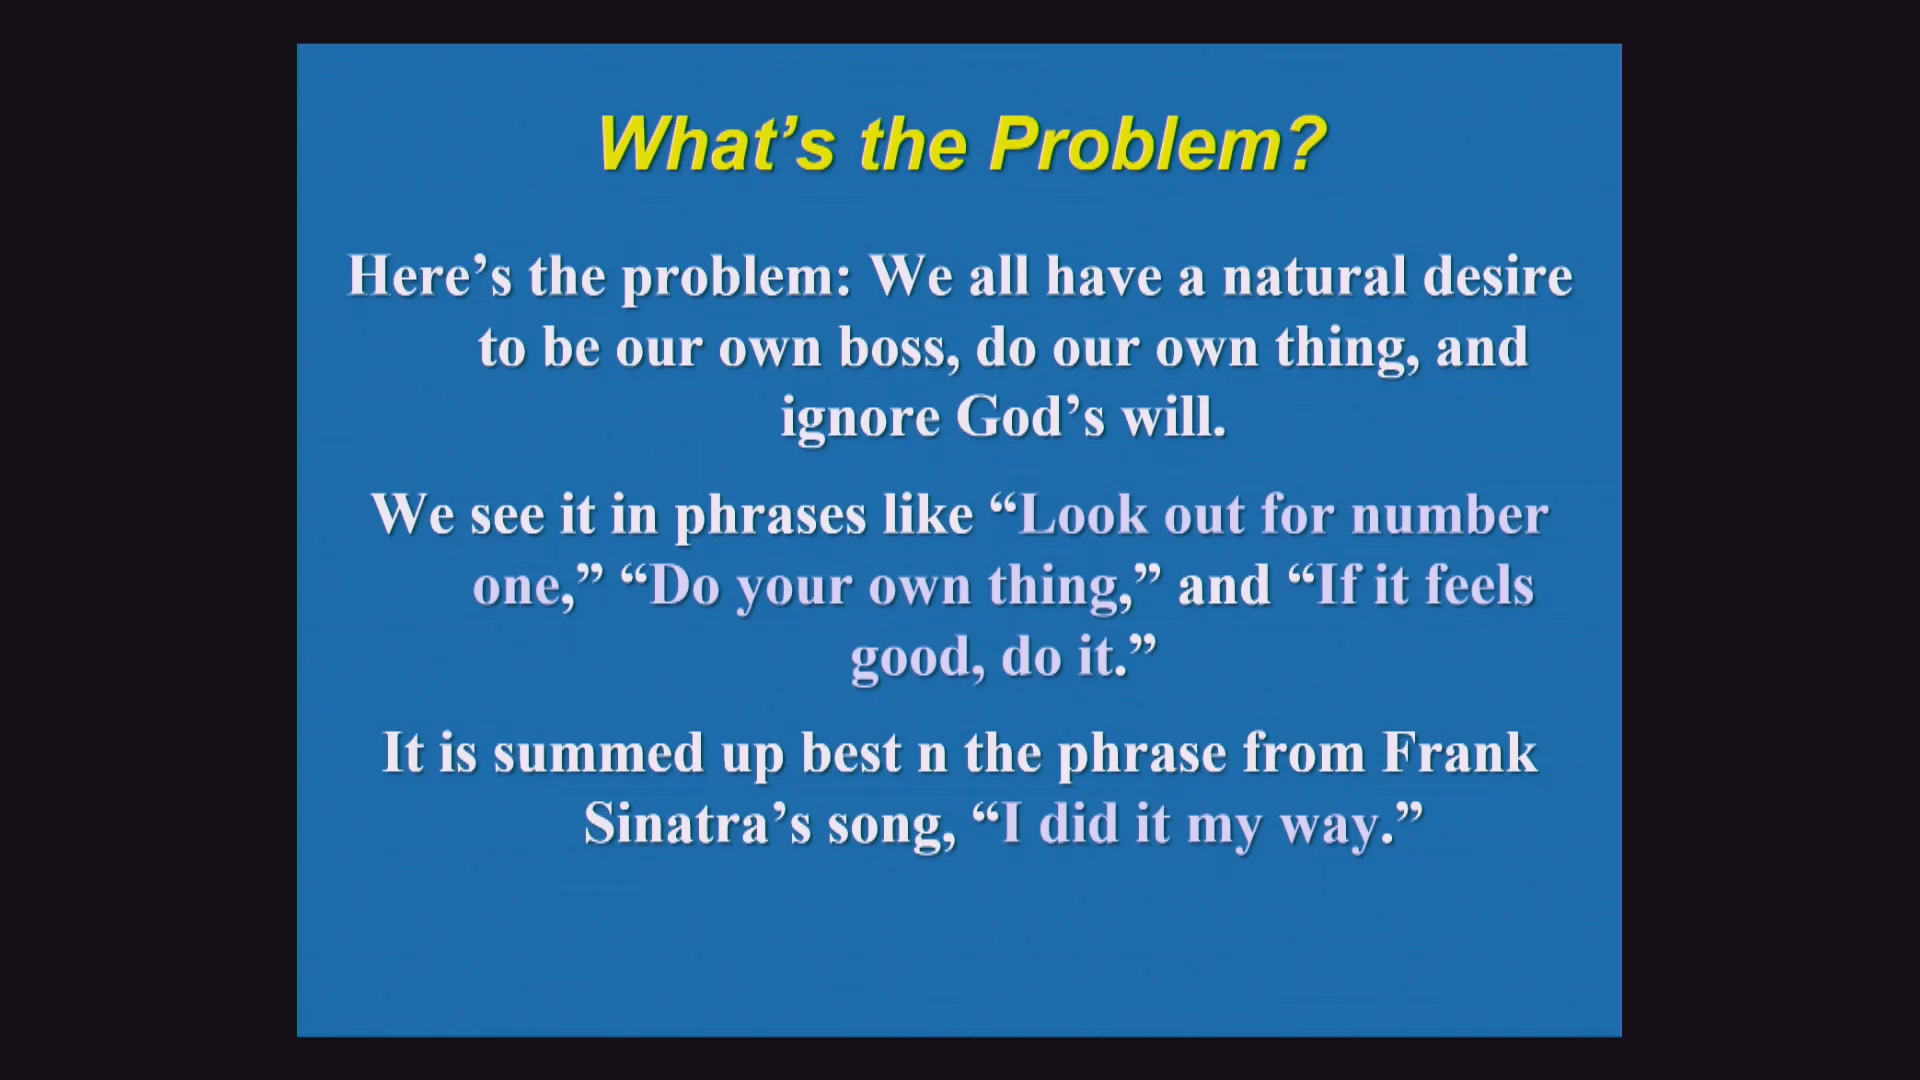 What’s the Problem?
Here’s the problem: We all have a natural desire
to be our own boss, do our own thing, and
ignore God’s will.
We see it in phrases like “Look out for number
one,” “Do your own thing,” and “If it feels
good, do it.”
It is summed up best n the phrase from Frank
Sinatra’s song, “I did it my way.”